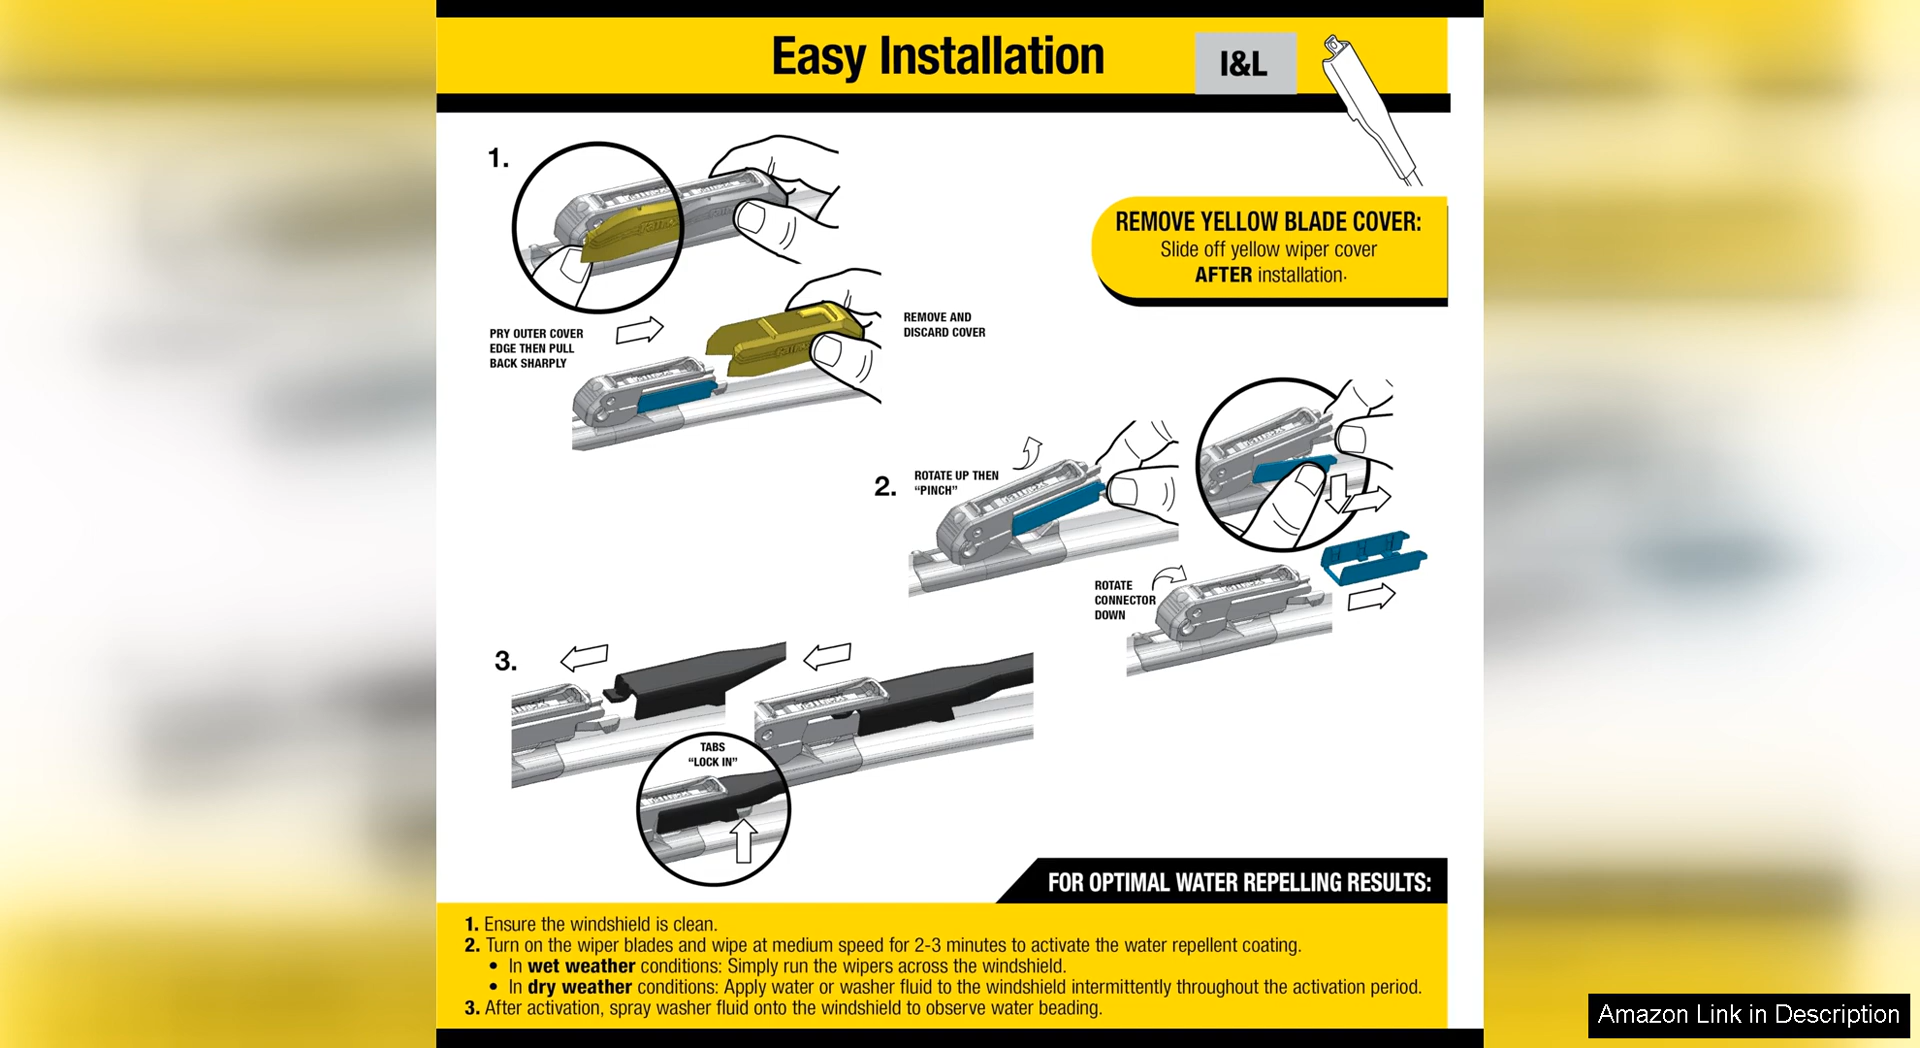 Easy Installation
I&L
1.
REMOVE YELLOW BLADE COVER:
Slide off yellow wiper cover
AFTER installation.
PRY OUTER COVER
EDGE THEN PULL
BACK SHARPLY
REMOVE AND
DISCARD COVER
2.
ROTATE UP THEN
“PINCH”
ROTATE
CONNECTOR
DOWN
3.
TABS
“LOCK IN”
FOR OPTIMAL WATER REPELLING RESULTS:
1. Ensure the windshield is clean.
2. Turn on the wiper blades and wipe at medium speed for 2-3 minutes to activate the water repellent coating.
• In wet weather conditions: Simply run the wipers across the windshield.
• In dry weather conditions: Apply water or washer fluid to the windshield intermittently throughout the activation period.
3. After activation, spray washer fluid onto the windshield to observe water beading.
Amazon Link in Description